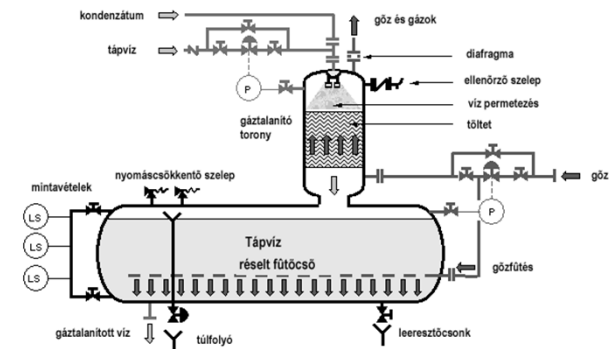 kondenzátum
gőz és gázok
tápvíz
diafragma
ellenőrző szelep
P
víz permetezés
gáztalanító
torony
töltet
nyomáscsökkentő szelep
gőz
mintavételek
LS
P
LS
Tápvíz
réselt fűtőcső
gőzfűtés
LS
gáztalanított víz
túlfolyó
leeresztőcsonk